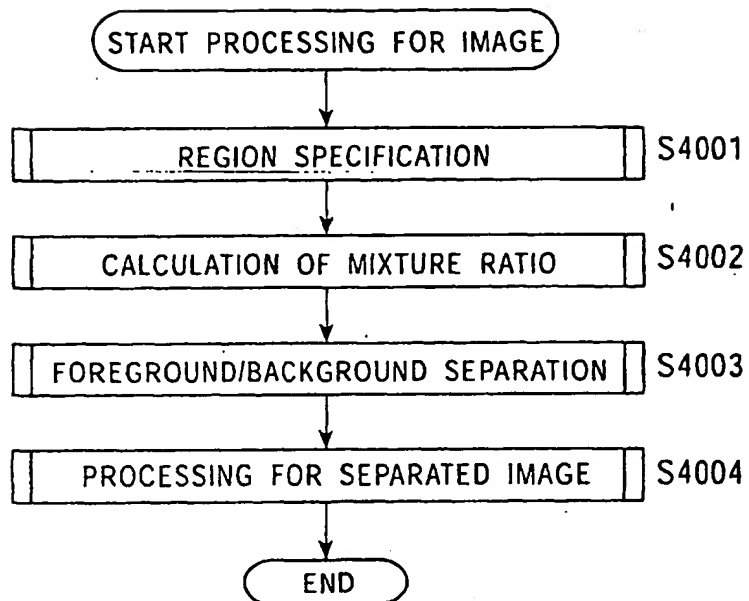 START PROCESSING FOR IMAGE
REGION SPECIFICATION S4001
CALCULATION OF MIXTURE RATIO S4002
FOREGROUND/BACKGROUND SEPARATION S4003
PROCESSING FOR SEPARATED IMAGE S4004
END